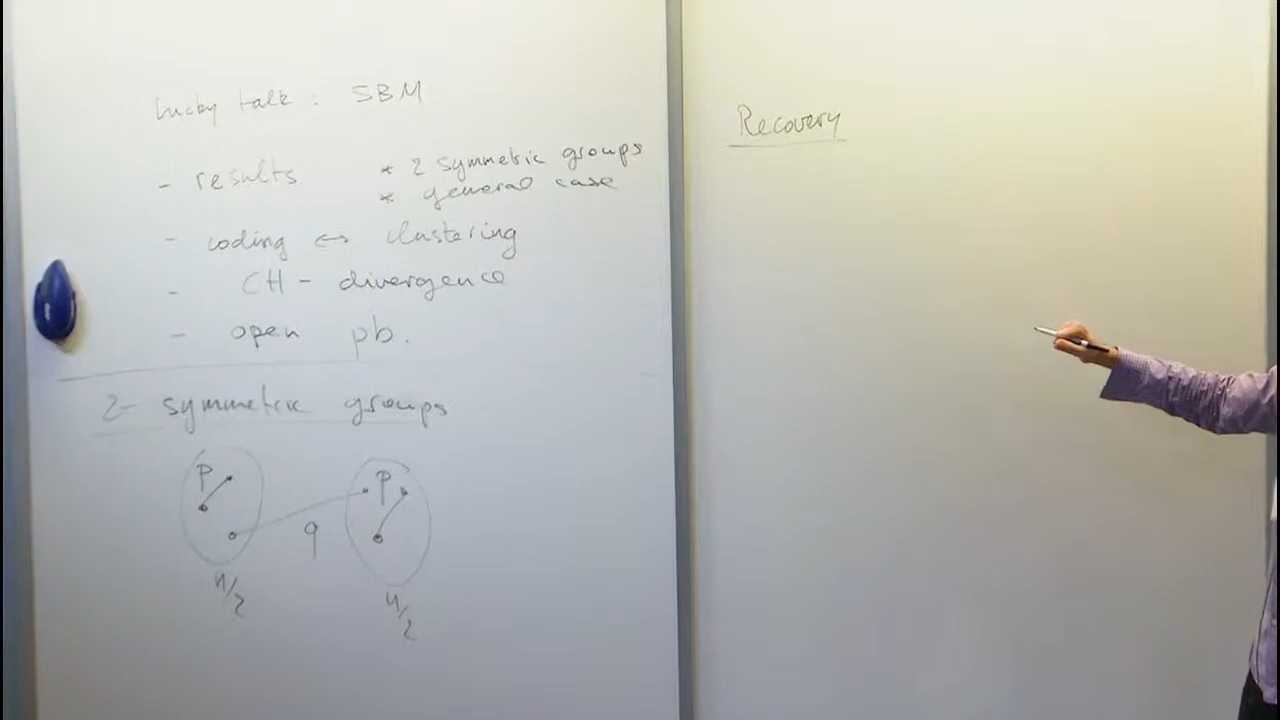 lucky talk : SBM
- results * 2 symmetric groups
* general case
- coding ↔ clustering
- CH - divergence
- open pb.
2- symmetric groups
p p
q
n/2 n/2
Recovery